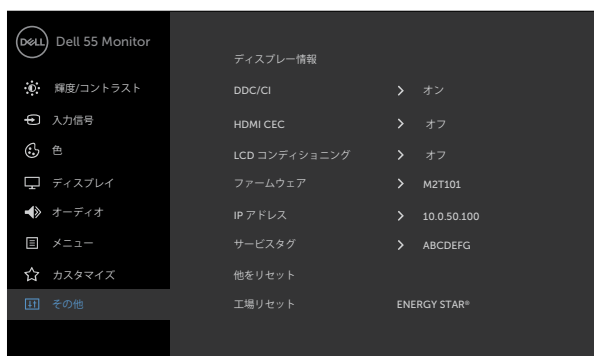 DELL Dell 55 Monitor
輝度/コントラスト
入力信号
色
ディスプレイ
オーディオ
メニュー
カスタマイズ
その他
ディスプレー情報
DDC/CI > オン
HDMI CEC > オフ
LCD コンディショニング > オフ
ファームウェア > M2T101
IP アドレス > 10.0.50.100
サービスタグ > ABCDEFG
他をリセット
工場リセット ENERGY STAR®